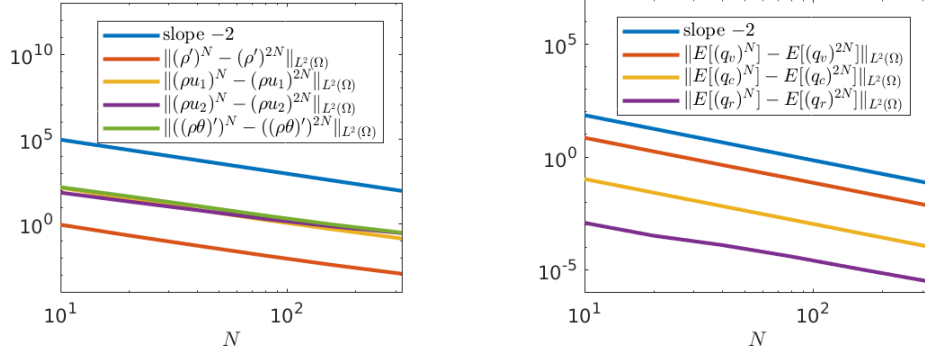 10^10
10^5
10^0
slope −2
∥(ρ′)^N − (ρ′)^{2N}∥_{L²(Ω)}
∥(ρu₁)^N − (ρu₁)^{2N}∥_{L²(Ω)}
∥(ρu₂)^N − (ρu₂)^{2N}∥_{L²(Ω)}
∥((ρθ)′)^N − ((ρθ)′)^{2N}∥_{L²(Ω)}
10^1
10^2
N
10^5
10^0
10^-5
slope −2
∥E[(q_v)^N] − E[(q_v)^{2N}]∥_{L²(Ω)}
∥E[(q_c)^N] − E[(q_c)^{2N}]∥_{L²(Ω)}
∥E[(q_r)^N] − E[(q_r)^{2N}]∥_{L²(Ω)}
10^1
10^2
N